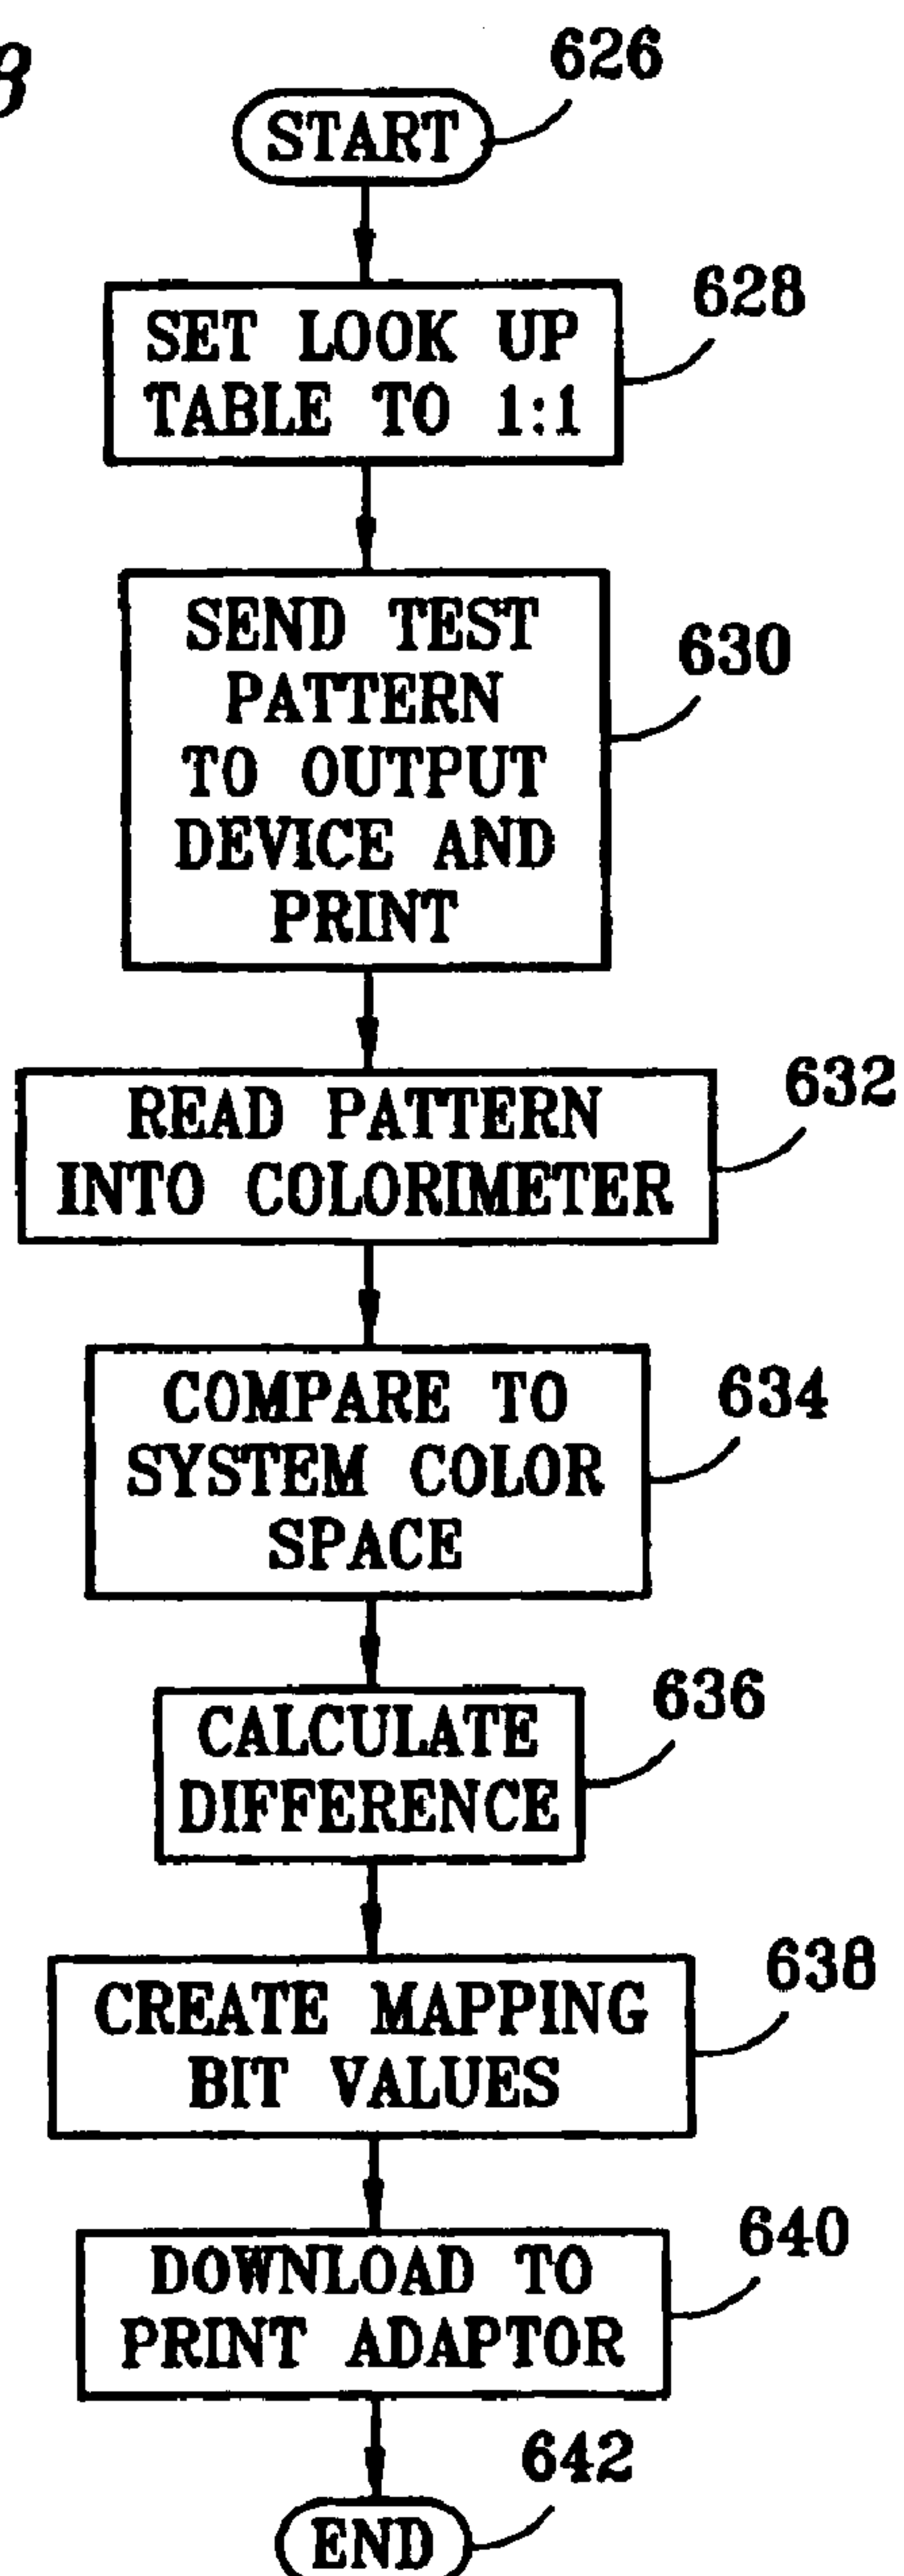 626
START
628
SET LOOK UP
TABLE TO 1:1
630
SEND TEST
PATTERN
TO OUTPUT
DEVICE AND
PRINT
632
READ PATTERN
INTO COLORIMETER
634
COMPARE TO
SYSTEM COLOR
SPACE
636
CALCULATE
DIFFERENCE
638
CREATE MAPPING
BIT VALUES
640
DOWNLOAD TO
PRINT ADAPTOR
642
END